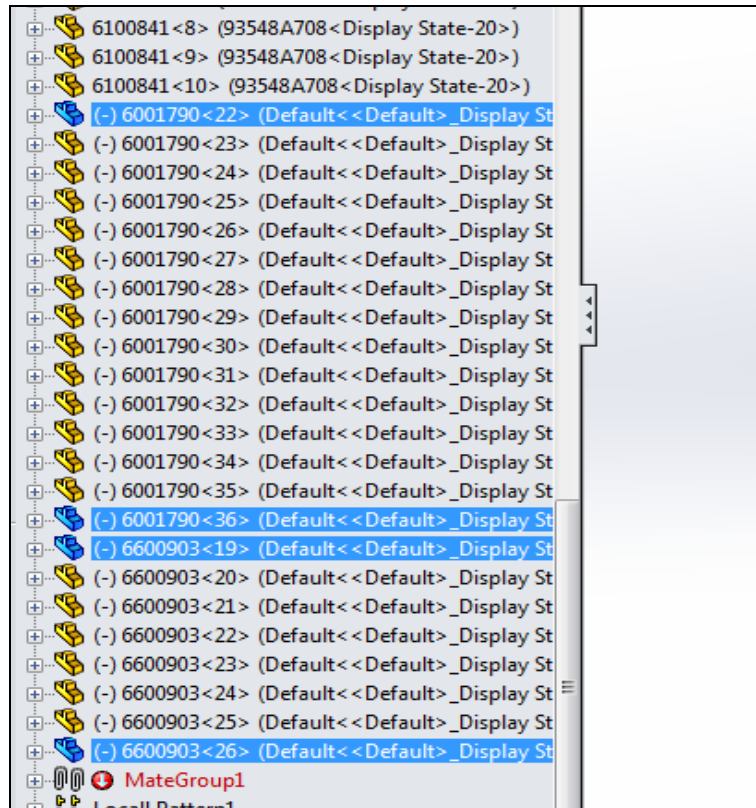 6100841<8> (93548A708<Display State-20>)
6100841<9> (93548A708<Display State-20>)
6100841<10> (93548A708<Display State-20>)
(-) 6001790<22> (Default<<Default>_Display St
(-) 6001790<23> (Default<<Default>_Display St
(-) 6001790<24> (Default<<Default>_Display St
(-) 6001790<25> (Default<<Default>_Display St
(-) 6001790<26> (Default<<Default>_Display St
(-) 6001790<27> (Default<<Default>_Display St
(-) 6001790<28> (Default<<Default>_Display St
(-) 6001790<29> (Default<<Default>_Display St
(-) 6001790<30> (Default<<Default>_Display St
(-) 6001790<31> (Default<<Default>_Display St
(-) 6001790<32> (Default<<Default>_Display St
(-) 6001790<33> (Default<<Default>_Display St
(-) 6001790<34> (Default<<Default>_Display St
(-) 6001790<35> (Default<<Default>_Display St
(-) 6001790<36> (Default<<Default>_Display St
(-) 6600903<19> (Default<<Default>_Display St
(-) 6600903<20> (Default<<Default>_Display St
(-) 6600903<21> (Default<<Default>_Display St
(-) 6600903<22> (Default<<Default>_Display St
(-) 6600903<23> (Default<<Default>_Display St
(-) 6600903<24> (Default<<Default>_Display St
(-) 6600903<25> (Default<<Default>_Display St
(-) 6600903<26> (Default<<Default>_Display St
MateGroup1
LocalLPattern1